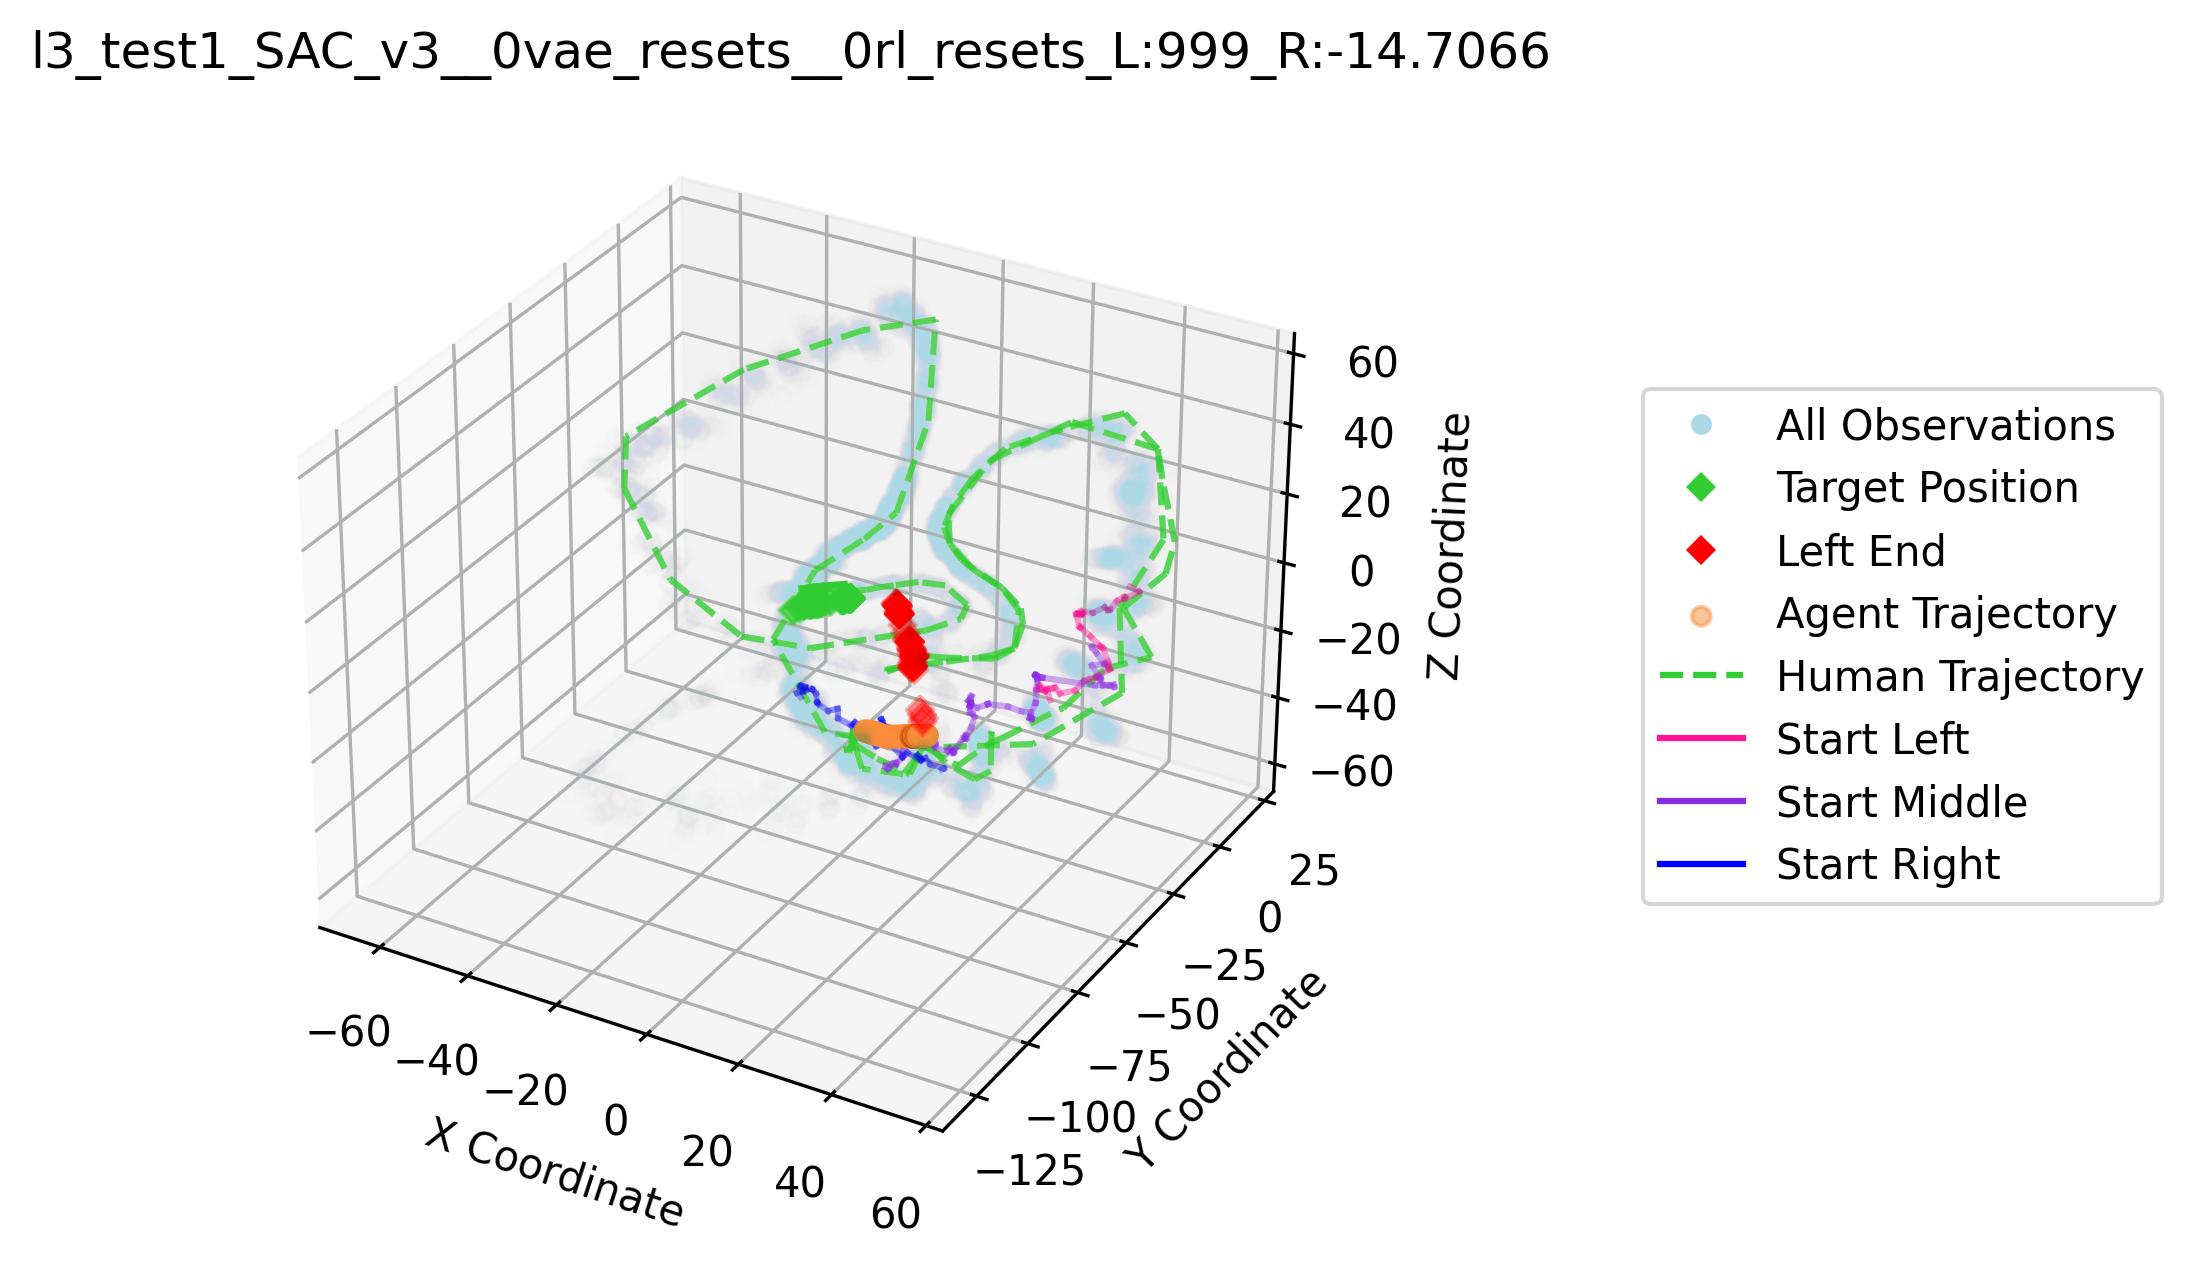 l3_test1_SAC_v3__0vae_resets__0rl_resets_L:999_R:-14.7066
60
40
20
0
−20
−40
−60
Z Coordinate
25
0
−25
−50
−75
−100
−125
Y Coordinate
−60
−40
−20
0
20
40
60
X Coordinate
All Observations
Target Position
Left End
Agent Trajectory
Human Trajectory
Start Left
Start Middle
Start Right